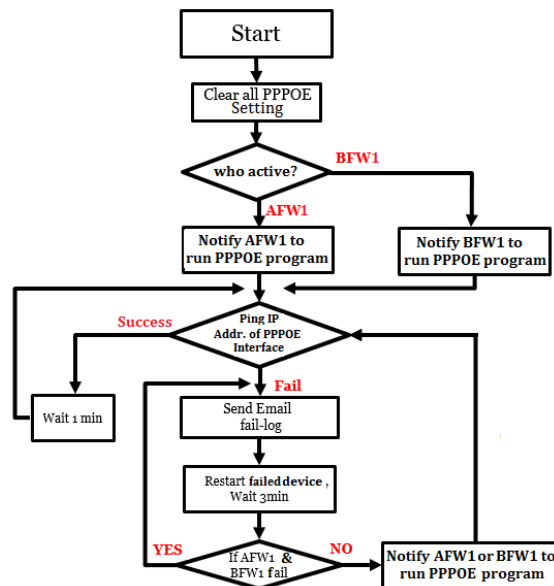 Start
Clear all PPPOE
Setting
who active?
BFW1
AFW1
Notify AFW1 to
run PPPOE program
Notify BFW1 to
run PPPOE program
Success
Ping IP
Addr. of PPPOE
Interface
Fail
Wait 1 min
Send Email
fail-log
Restart failed device ,
Wait 3min
YES
If AFW1 &
BFW1 fail
NO
Notify AFW1 or BFW1 to
run PPPOE program